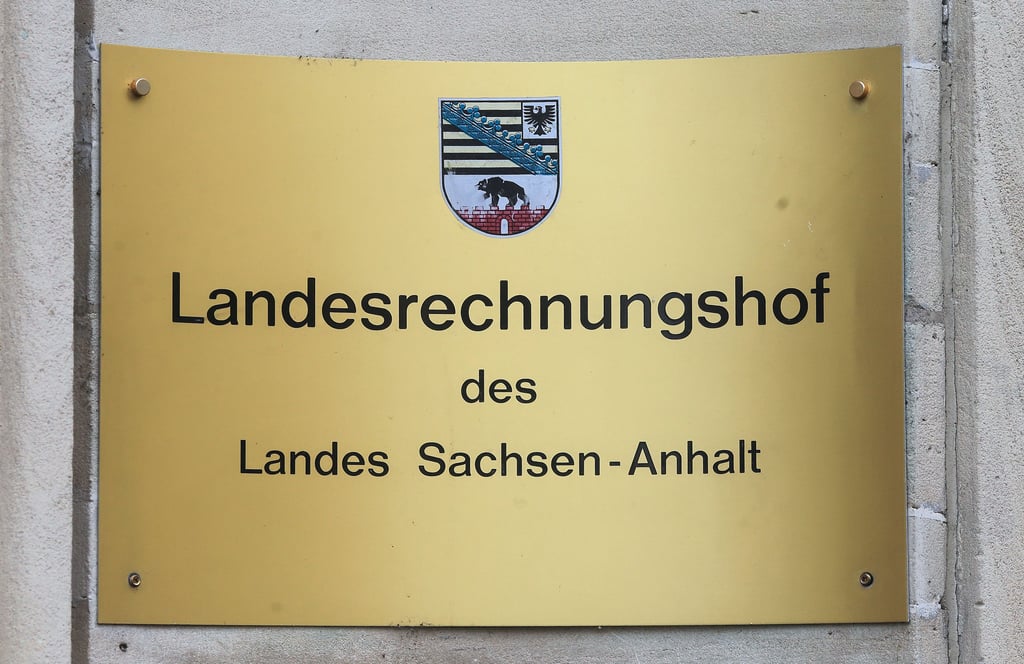 Landesrechnungshof
des
Landes Sachsen-Anhalt